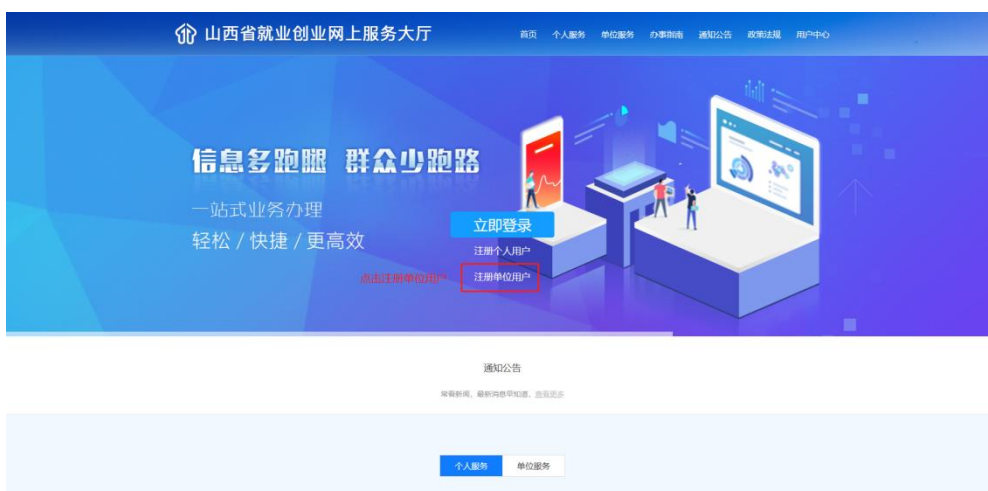 山西省就业创业网上服务大厅
首页 个人服务 单位服务 办事指南 通知公告 政策法规 用户中心
信息多跑腿 群众少跑路
一站式业务办理
轻松 / 快捷 / 更高效
立即登录
注册个人用户
点击注册单位用户
注册单位用户
通知公告
常看新闻，最新消息早知道，查看更多
个人服务 单位服务